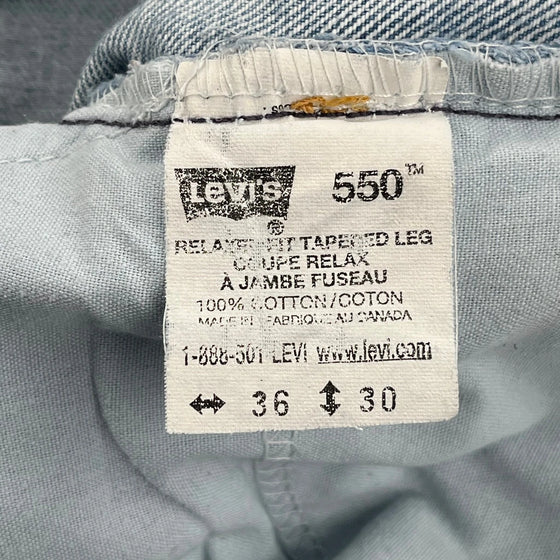 LEVI'S 550™
®
RELAXED FIT TAPERED LEG
COUPE RELAX
À JAMBE FUSEAU
100% COTTON/COTON
MADE IN/FABRIQUÉ AU CANADA
1-888-501 LEVI www.levi.com
↔ 36 ↕ 30